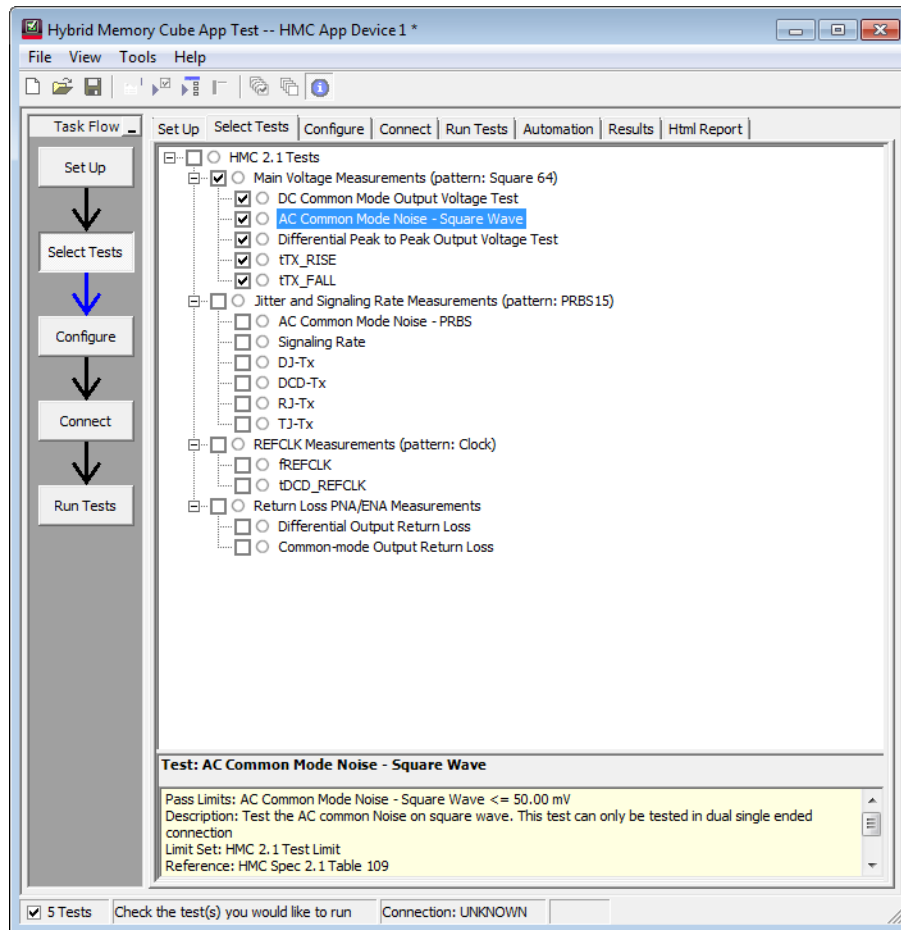 Hybrid Memory Cube App Test -- HMC App Device1 *
File View Tools Help
Task Flow
Set Up
Select Tests
Configure
Connect
Run Tests
Set Up Select Tests Configure Connect Run Tests Automation Results Html Report
HMC 2.1 Tests
Main Voltage Measurements (pattern: Square 64)
DC Common Mode Output Voltage Test
AC Common Mode Noise - Square Wave
Differential Peak to Peak Output Voltage Test
tTX_RISE
tTX_FALL
Jitter and Signaling Rate Measurements (pattern: PRBS15)
AC Common Mode Noise - PRBS
Signaling Rate
DJ-Tx
DCD-Tx
RJ-Tx
TJ-Tx
REFCLK Measurements (pattern: Clock)
fREFCLK
tDCD_REFCLK
Return Loss PNA/ENA Measurements
Differential Output Return Loss
Common-mode Output Return Loss
Test: AC Common Mode Noise - Square Wave
Pass Limits: AC Common Mode Noise - Square Wave <= 50.00 mV
Description: Test the AC common Noise on square wave. This test can only be tested in dual single ended
connection
Limit Set: HMC 2.1 Test Limit
Reference: HMC Spec 2.1 Table 109
5 Tests Check the test(s) you would like to run Connection: UNKNOWN